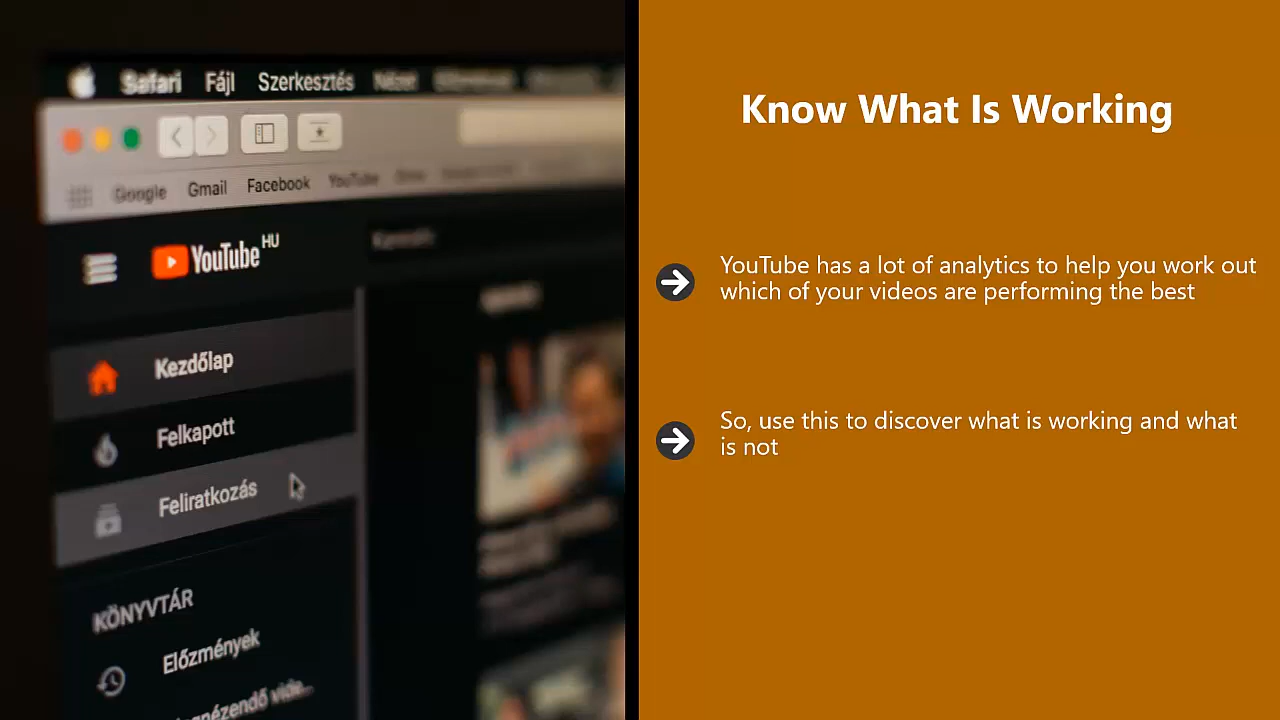 Safari Fájl Szerkesztés Nézet
Google Gmail Facebook YouTube
YouTube HU
Kezdőlap
Felkapott
Feliratkozás
KÖNYVTÁR
Előzmények
Know What Is Working
YouTube has a lot of analytics to help you work out
which of your videos are performing the best
So, use this to discover what is working and what
is not